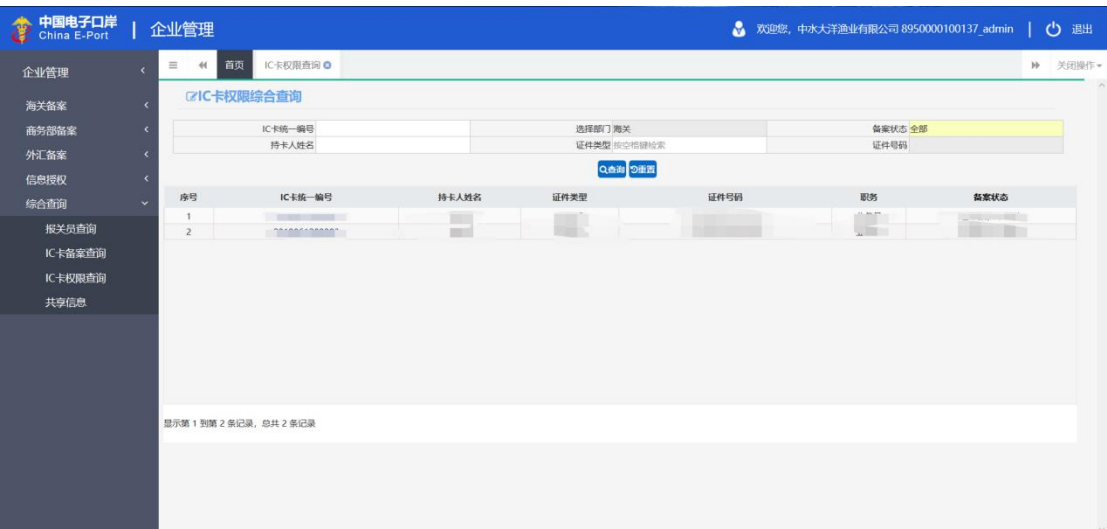 中国电子口岸
China E-Port
企业管理
欢迎您，中水大洋渔业有限公司 8950000100137_admin
退出
企业管理
首页
IC卡权限查询
关闭操作
海关备案
商务部备案
外汇备案
信息授权
综合查询
报关员查询
IC卡备案查询
IC卡权限查询
共享信息
IC卡权限综合查询
IC卡统一编号 选择部门 海关 备案状态 全部
持卡人姓名 证件类型 按空格键检索 证件号码
查询 重置
序号 IC卡统一编号 持卡人姓名 证件类型 证件号码 职务 备案状态
1
2
显示第 1 到第 2 条记录，总共 2 条记录